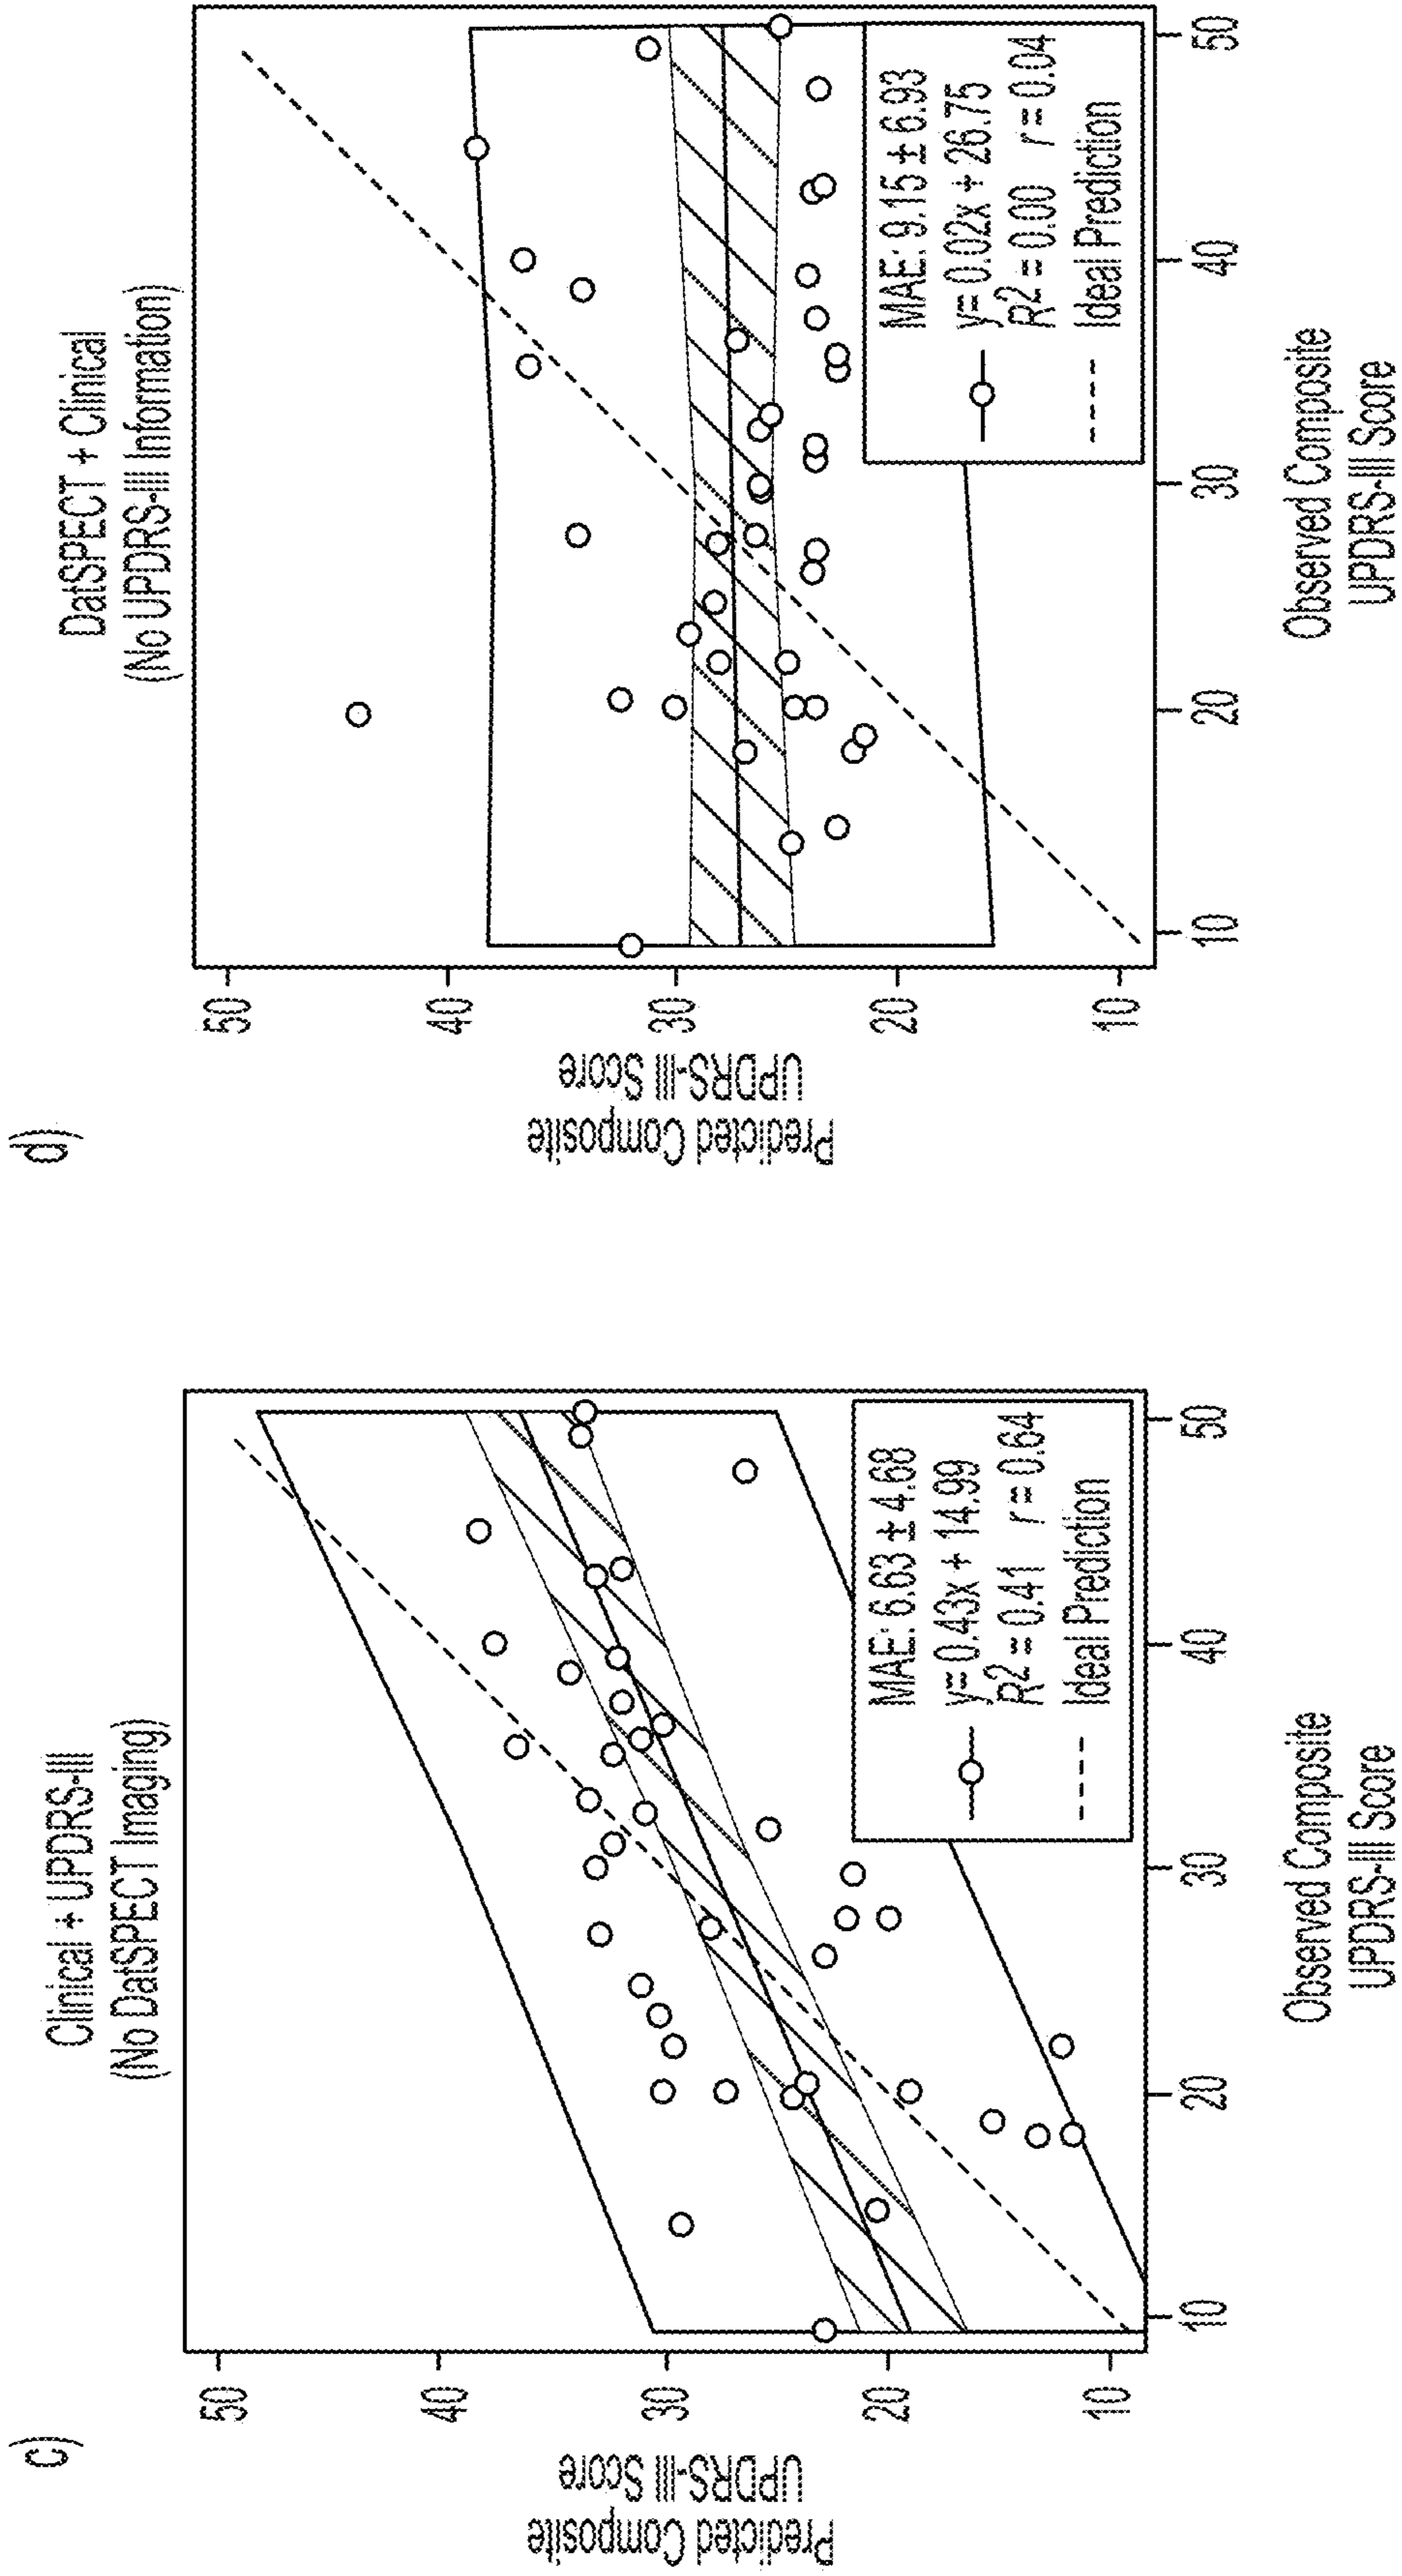 c)
Clinical + UPDRS-III
(No DatSPECT Imaging)
Predicted Composite
UPDRS-III Score
50
40
30
20
10
MAE: 6.63 ± 4.68
y= 0.43x + 14.99
R² = 0.41 r = 0.64
Ideal Prediction
10
20
30
40
50
Observed Composite
UPDRS-III Score
d)
DatSPECT + Clinical
(No UPDRS-III Information)
Predicted Composite
UPDRS-III Score
50
40
30
20
10
MAE: 9.15 ± 6.93
y= 0.02x + 26.75
R² = 0.00 r = 0.04
Ideal Prediction
10
20
30
40
50
Observed Composite
UPDRS-III Score